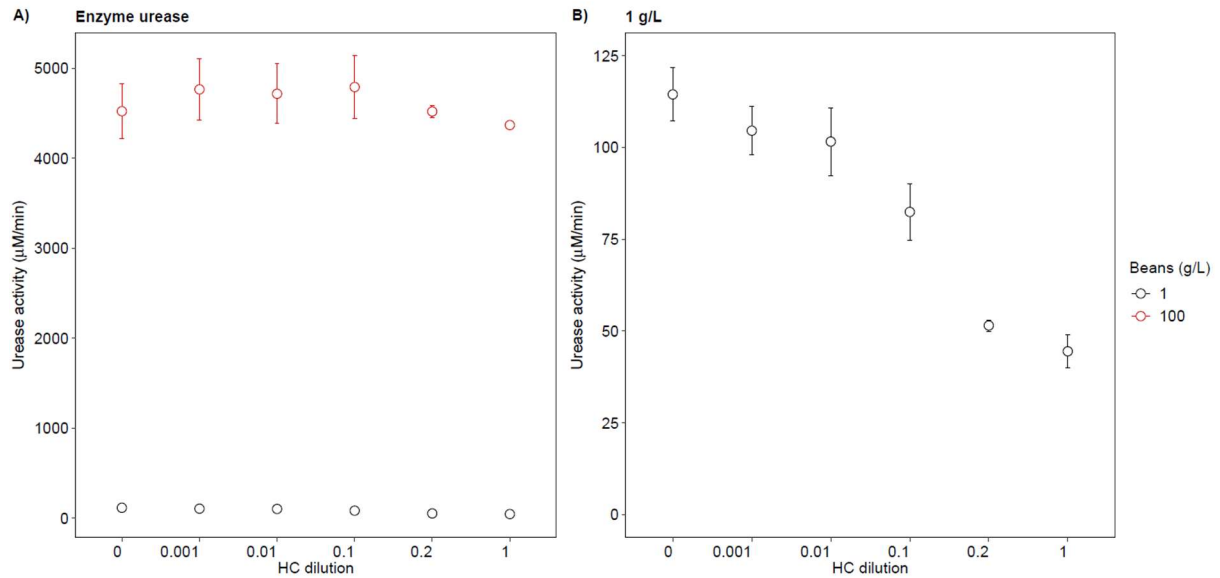 A) Enzyme urease
Urease activity (μM/min)
5000
4000
3000
2000
1000
0
0 0.001 0.01 0.1 0.2 1
HC dilution
B) 1 g/L
Urease activity (μM/min)
125
100
75
50
25
0
0 0.001 0.01 0.1 0.2 1
HC dilution
Beans (g/L)
1
100